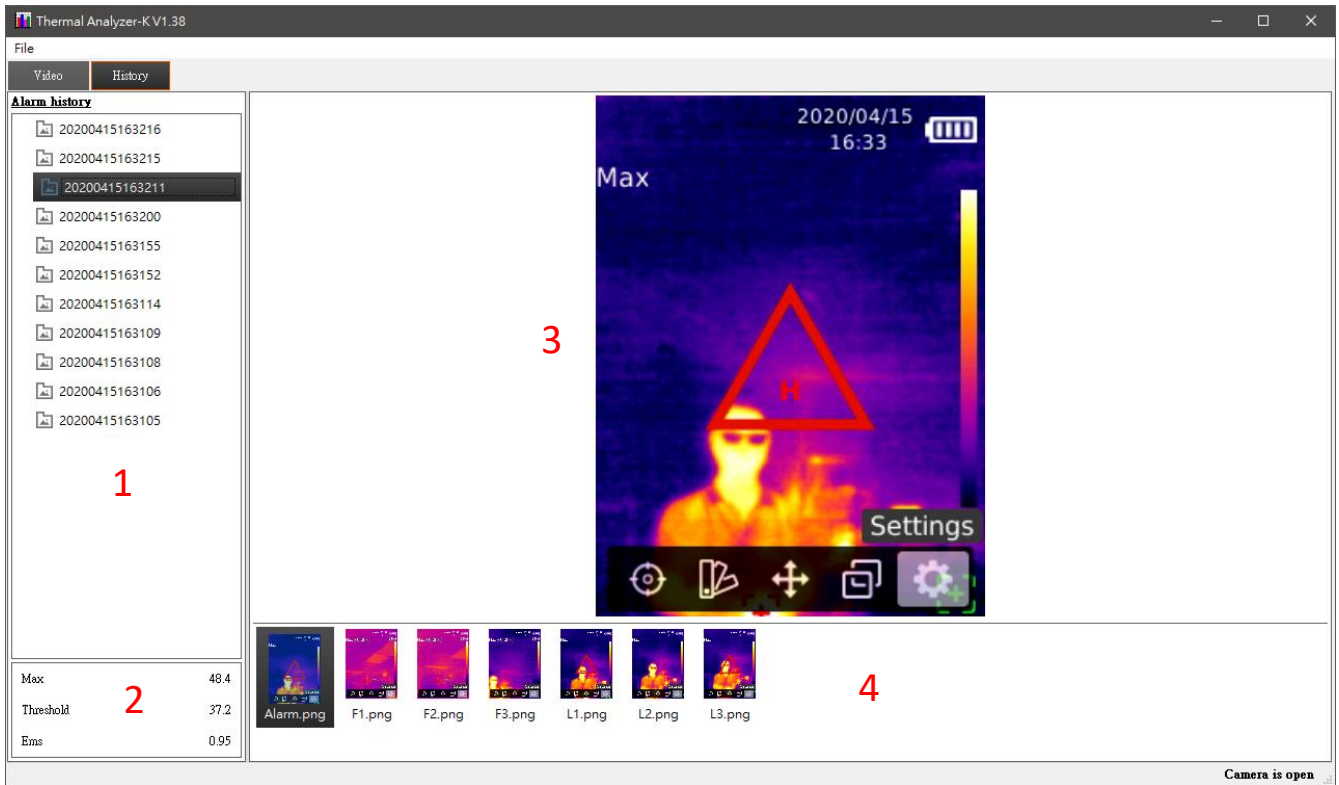 Thermal Analyzer-K V1.38
File
Video History
Alarm history
20200415163216
20200415163215
20200415163211
20200415163200
20200415163155
20200415163152
20200415163114
20200415163109
20200415163108
20200415163106
20200415163105
1
Max 48.4
Threshold 37.2
Ems 0.95
2
2020/04/15
16:33
Max
H
Settings
3
Alarm.png F1.png F2.png F3.png L1.png L2.png L3.png
4
Camera is open